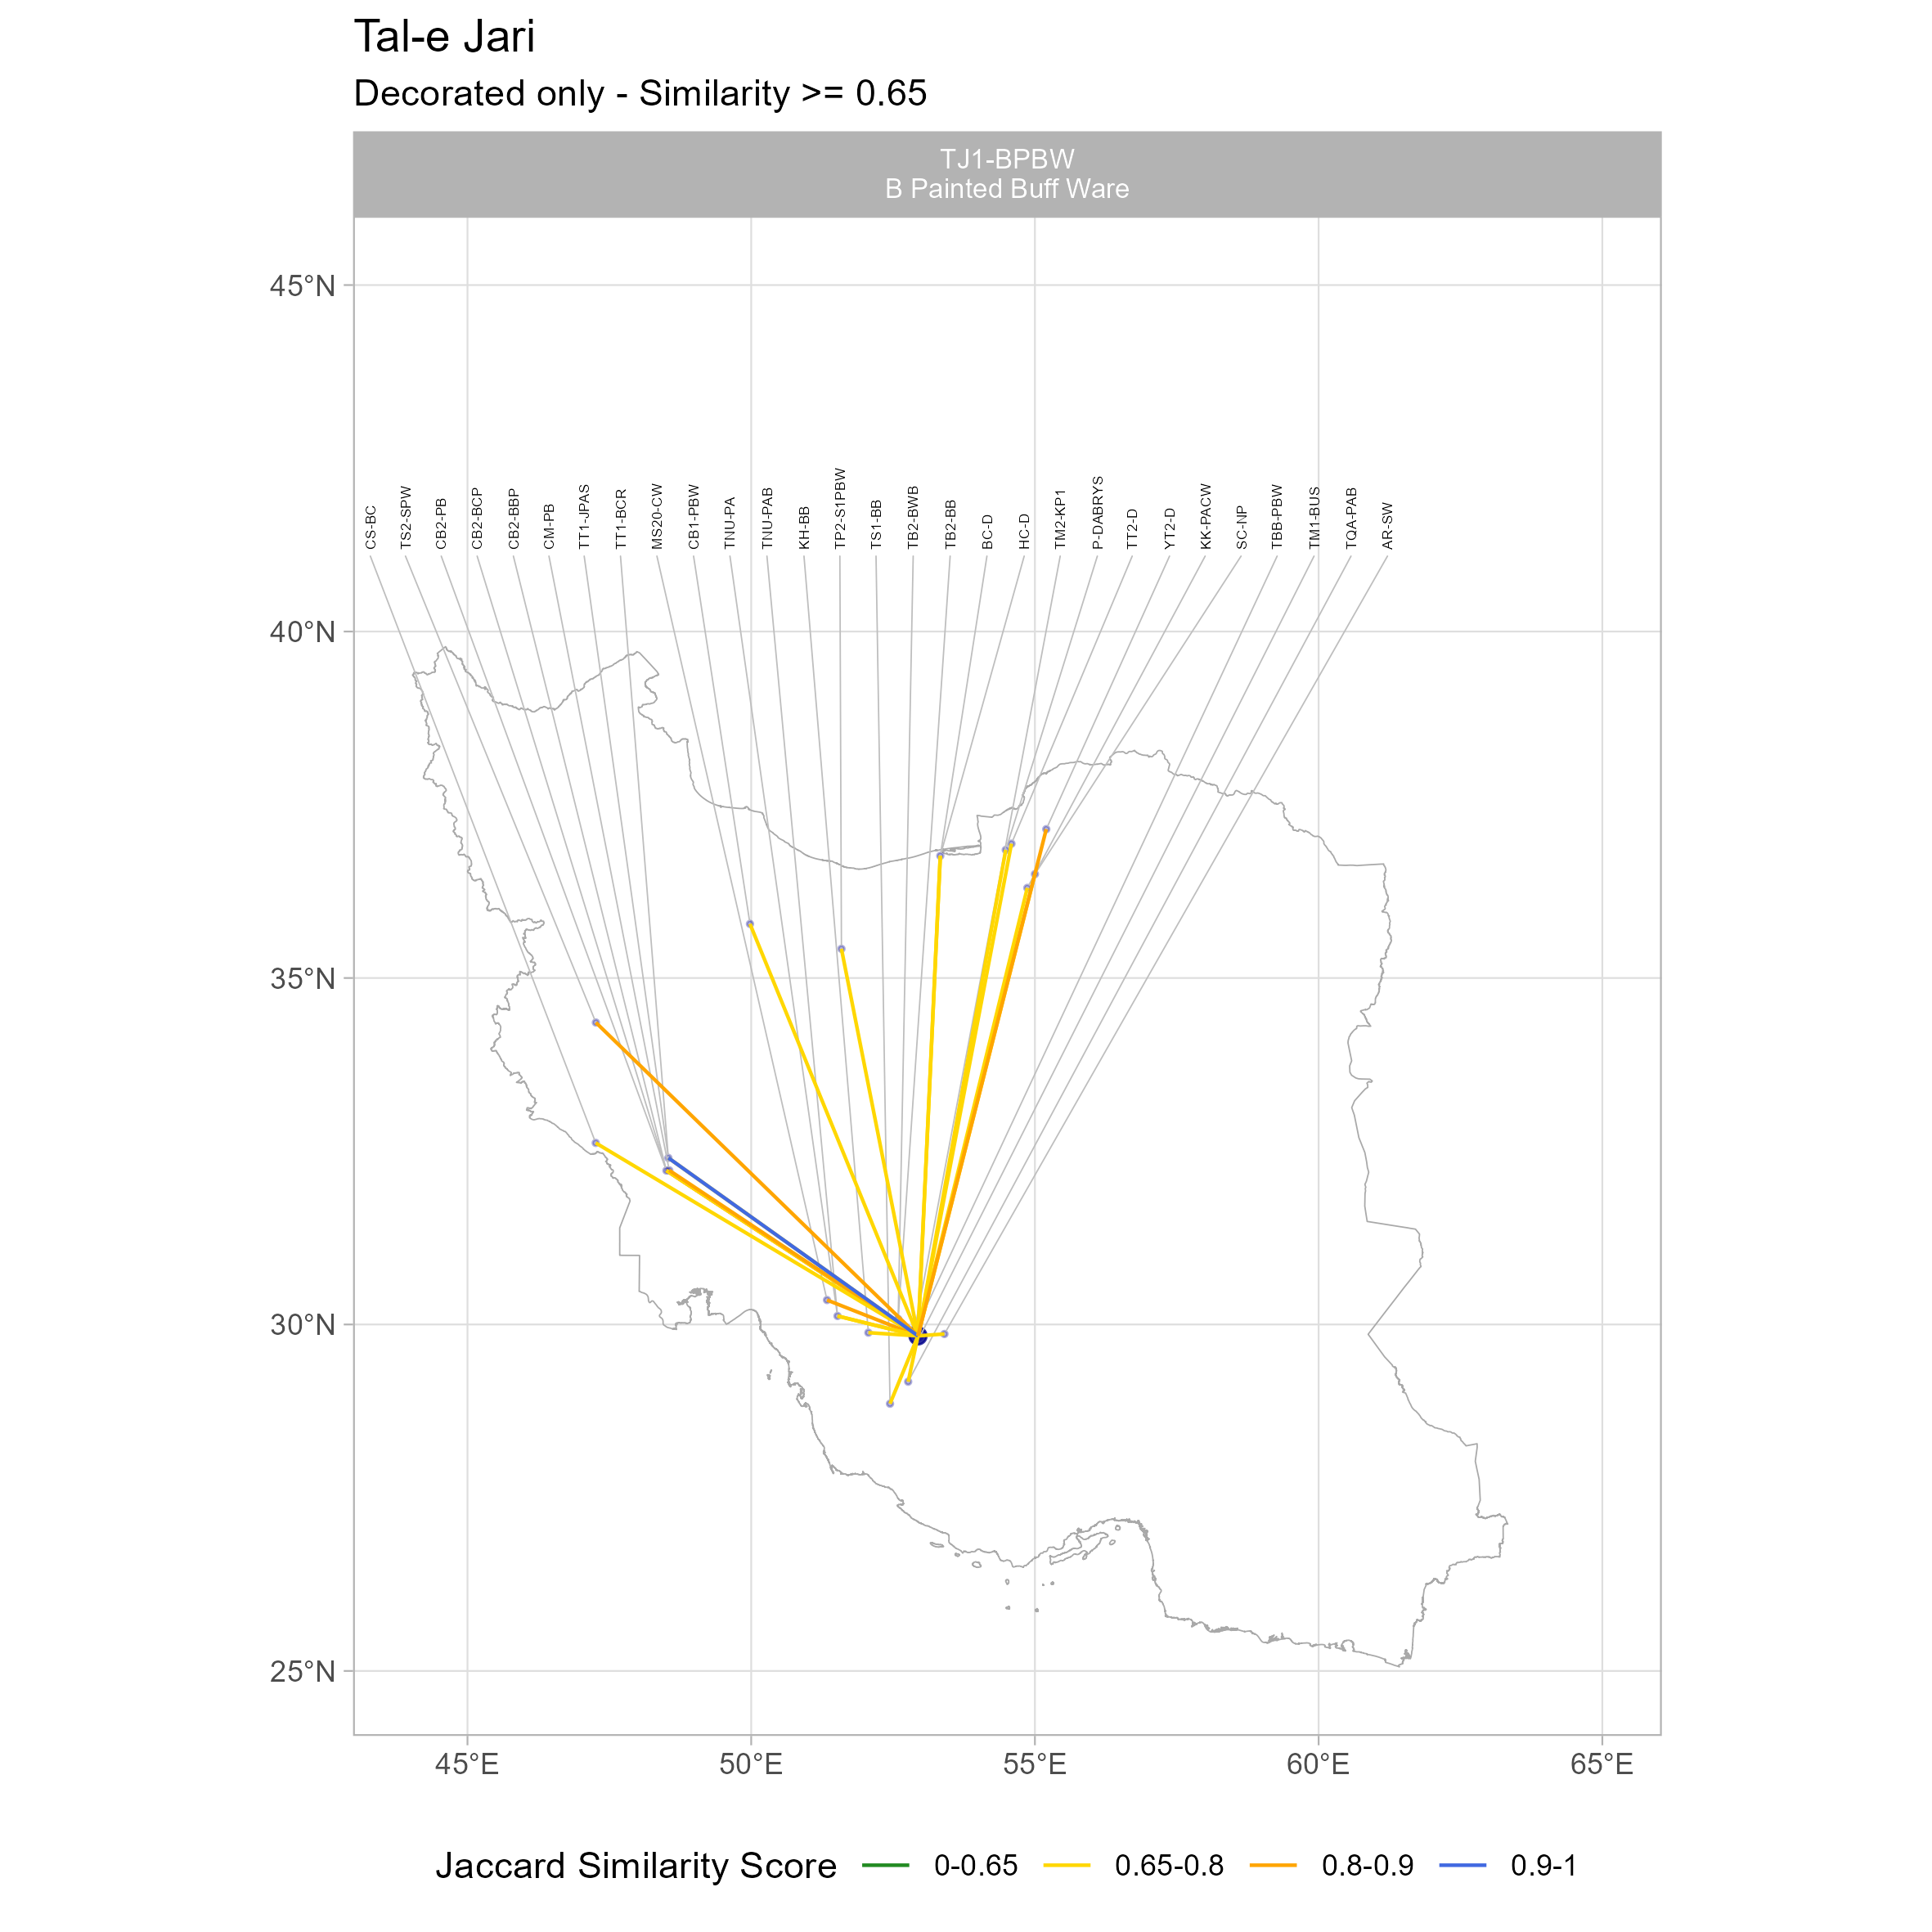 Tal-e Jari
Decorated only - Similarity >= 0.65
TJ1-BPBW
B Painted Buff Ware
45°N
40°N
35°N
30°N
25°N
CS-BC
TS2-SPW
CB2-PB
CB2-BCP
CB2-BBP
CM-PB
TT1-JPAS
TT1-BCR
MS20-CW
CB1-PBW
TNU-PA
TNU-PAB
KH-BB
TP2-S1PBW
TS1-BB
TB2-BWB
TB2-BB
BC-D
HC-D
TM2-KP1
P-DABRYS
TT2-D
YT2-D
KK-PACW
SC-NP
TBB-PBW
TM1-BUS
TQA-PAB
AR-SW
45°E 50°E 55°E 60°E 65°E
Jaccard Similarity Score 0-0.65 0.65-0.8 0.8-0.9 0.9-1